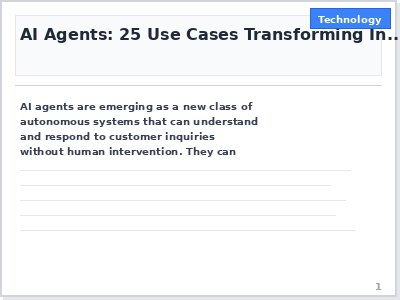 Technology
AI Agents: 25 Use Cases Transforming In...
AI agents are emerging as a new class of
autonomous systems that can understand
and respond to customer inquiries
without human intervention. They can
1